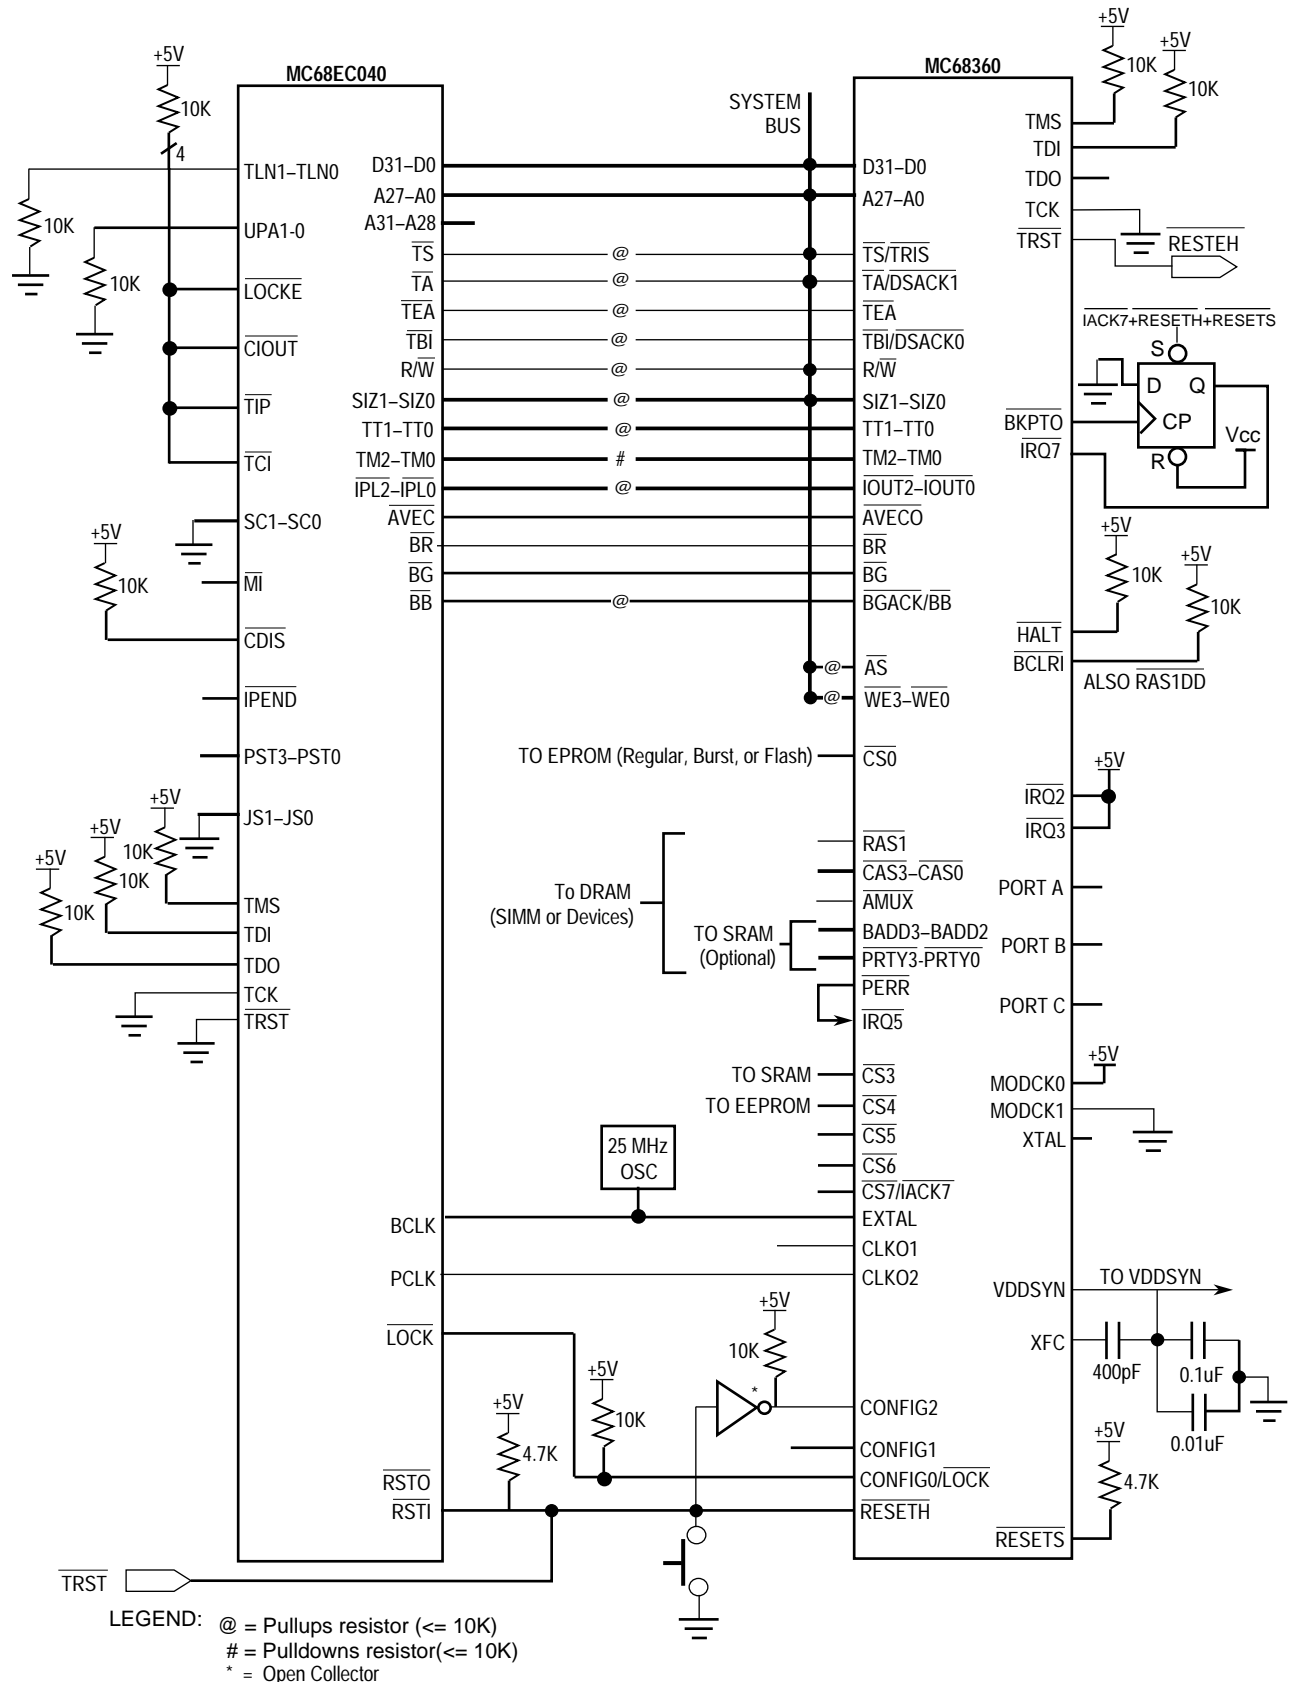 MC68EC040
MC68360
SYSTEM
BUS
+5V
10K
4
10K
10K
TLN1–TLN0
UPA1-0
LOCKE
CIOUT
TIP
TCI
SC1–SC0
+5V
10K
MI
CDIS
IPEND
PST3–PST0
JS1–JS0
+5V
10K
+5V
10K
+5V
10K
TMS
TDI
TDO
TCK
TRST
D31–D0
A27–A0
A31–A28
TS
TA
TEA
TBI
R/W
SIZ1–SIZ0
TT1–TT0
TM2–TM0
IPL2–IPL0
AVEC
BR
BG
BB
@
@
@
@
@
@
@
#
@
@
@
@
D31–D0
A27–A0
TS/TRIS
TA/DSACK1
TEA
TBI/DSACK0
R/W
SIZ1–SIZ0
TT1–TT0
TM2–TM0
IOUT2–IOUT0
AVECO
BR
BG
BGACK/BB
AS
WE3–WE0
TO EPROM (Regular, Burst, or Flash)
CS0
To DRAM
(SIMM or Devices)
RAS1
CAS3–CAS0
AMUX
TO SRAM
(Optional)
BADD3–BADD2
PRTY3-PRTY0
PERR
IRQ5
TO SRAM
CS3
TO EEPROM
CS4
CS5
CS6
CS7/IACK7
25 MHz
OSC
BCLK
EXTAL
CLKO1
PCLK
CLKO2
LOCK
+5V
10K
*
CONFIG2
CONFIG1
+5V
10K
CONFIG0/LOCK
+5V
4.7K
RSTO
RSTI
RESETH
TRST
+5V
10K
+5V
10K
TMS
TDI
TDO
TCK
TRST
RESTEH
IACK7+RESETH+RESETS
S
D
Q
CP
R
Vcc
BKPTO
IRQ7
+5V
10K
+5V
10K
HALT
BCLRI
ALSO RAS1DD
+5V
IRQ2
IRQ3
PORT A
PORT B
PORT C
+5V
MODCK0
MODCK1
XTAL
VDDSYN
TO VDDSYN
XFC
400pF
0.1uF
0.01uF
+5V
4.7K
RESETS
LEGEND:
@ = Pullups resistor (<= 10K)
# = Pulldowns resistor(<= 10K)
* = Open Collector